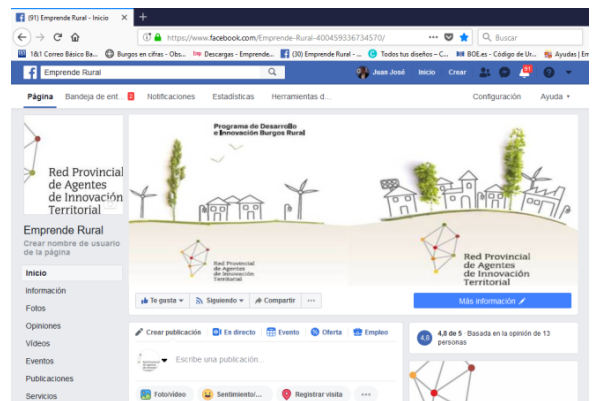 (91) Emprende Rural - Inicio
https://www.facebook.com/Emprende-Rural-400459336734570/
Buscar
1&1 Correo Básico Ba... Burgos en cifras - Obs... Descargas - Emprende... (30) Emprende Rural - ... Todos tus diseños – C... BOE.es - Código de Ur... Ayudas | Em
Emprende Rural
Juan José Inicio Crear 91
Página Bandeja de ent... 2 Notificaciones Estadísticas Herramientas d... Configuración Ayuda
Programa de Desarrollo
e Innovación Burgos Rural
Red Provincial
de Agentes
de Innovación
Territorial
Red Provincial
de Agentes
de Innovación
Territorial
Red Provincial
de Agentes
de Innovación
Territorial
Emprende Rural
Crear nombre de usuario
de la página
Inicio
Información
Fotos
Opiniones
Vídeos
Eventos
Publicaciones
Servicios
Te gusta Siguiendo Compartir ...
Más información
Crear publicación En directo Evento Oferta Empleo
Escribe una publicación...
Foto/vídeo Sentimiento/... Registrar visita ...
4,8 4,8 de 5 · Basada en la opinión de 13
personas